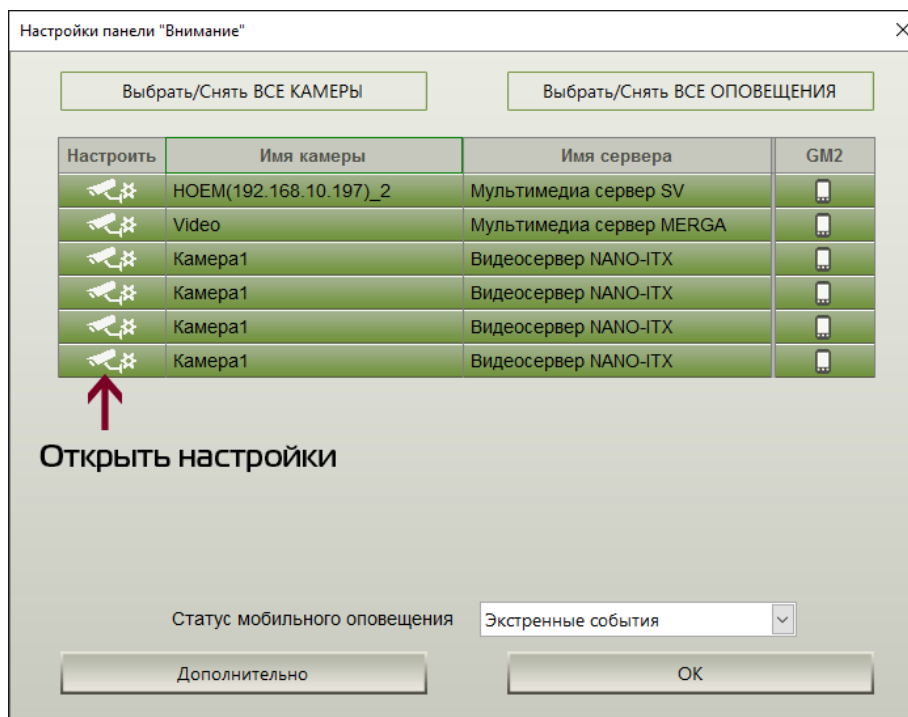 Настройки панели "Внимание"
Выбрать/Снять ВСЕ КАМЕРЫ Выбрать/Снять ВСЕ ОПОВЕЩЕНИЯ
Настроить Имя камеры Имя сервера GM2
HOEM(192.168.10.197)_2 Мультимедиа сервер SV
Video Мультимедиа сервер MERGA
Камера1 Видеосервер NANO-ITX
Камера1 Видеосервер NANO-ITX
Камера1 Видеосервер NANO-ITX
Камера1 Видеосервер NANO-ITX
Открыть настройки
Статус мобильного оповещения Экстренные события
Дополнительно OK